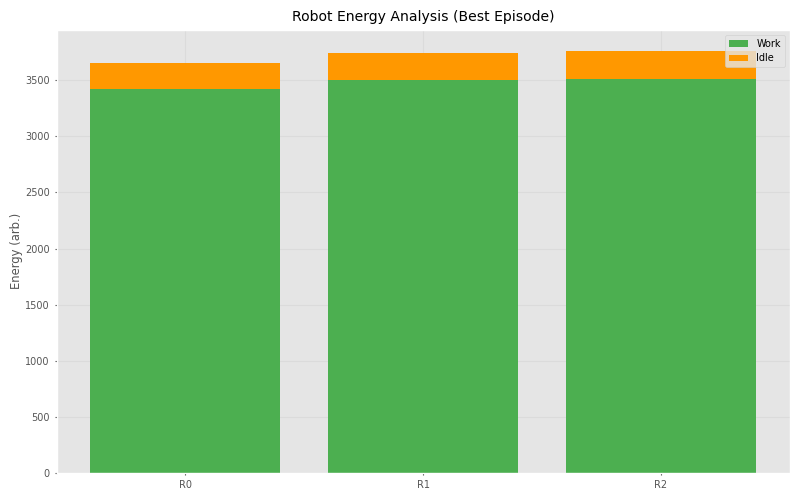 Robot Energy Analysis (Best Episode)
Work
Idle
Energy (arb.)
3500
3000
2500
2000
1500
1000
500
0
R0 R1 R2